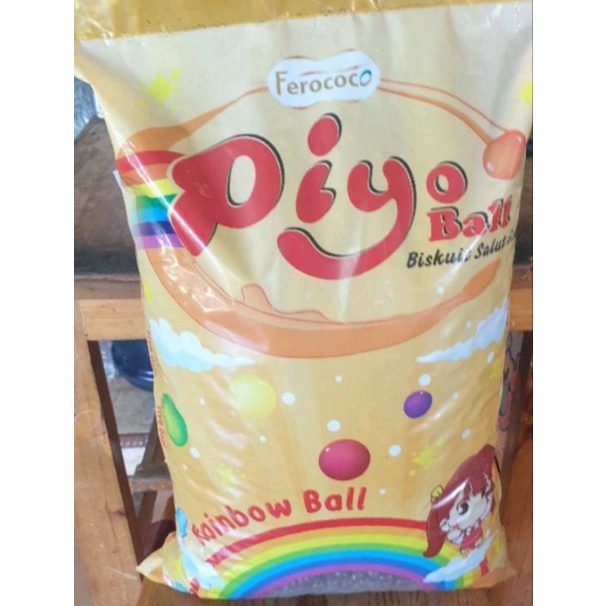 Ferococo
Piyo
Ball
Biskuit Salut
Rainbow Ball